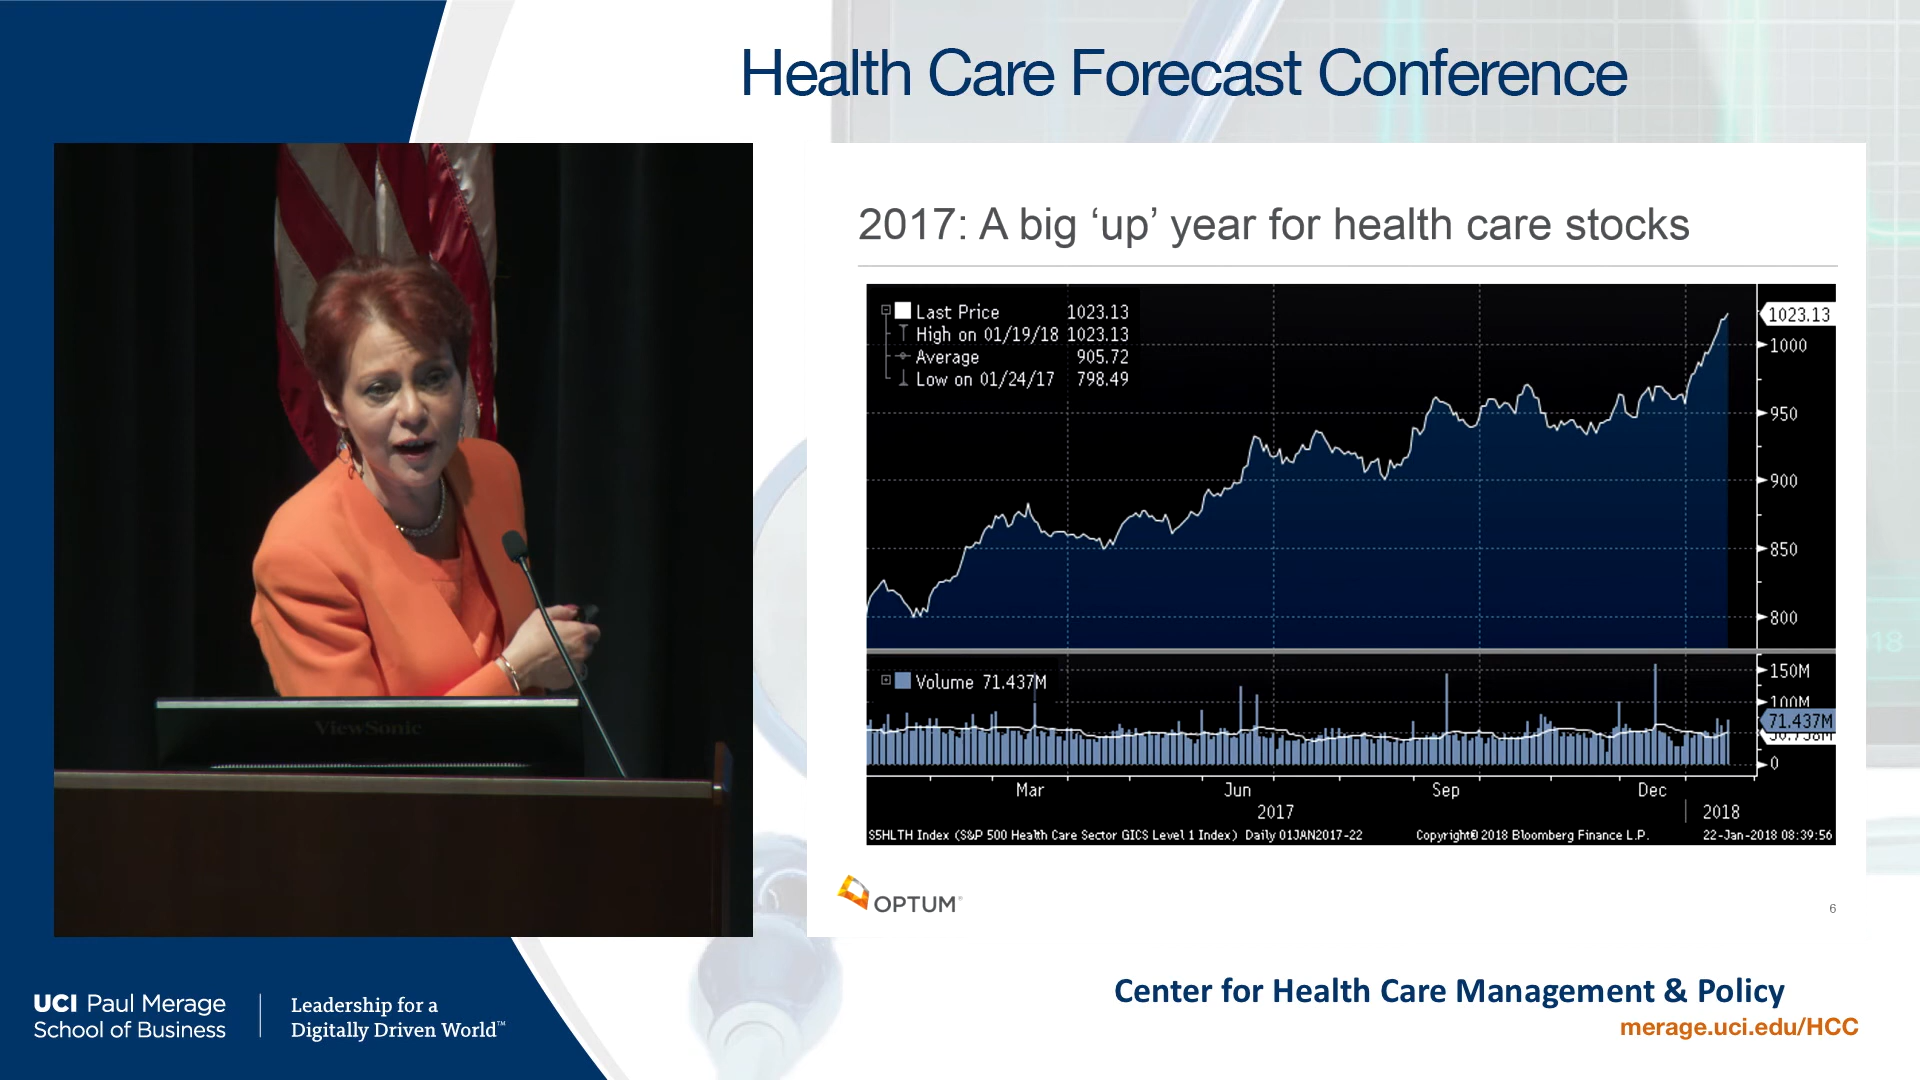 Health Care Forecast Conference
2017: A big ‘up’ year for health care stocks
Last Price 1023.13
High on 01/19/18 1023.13
Average 905.72
Low on 01/24/17 798.49
1023.13
1000
950
900
850
800
Volume 71.437M
150M
100M
71.437M
0
Mar Jun Sep Dec
2017 2018
S5HLTH Index (S&P 500 Health Care Sector GICS Level 1 Index) Daily 01JAN2017-22 Copyright© 2018 Bloomberg Finance L.P. 22-Jan-2018 08:39:56
OPTUM®
6
ViewSonic
UCI Paul Merage
School of Business
Leadership for a
Digitally Driven World™
Center for Health Care Management & Policy
merage.uci.edu/HCC